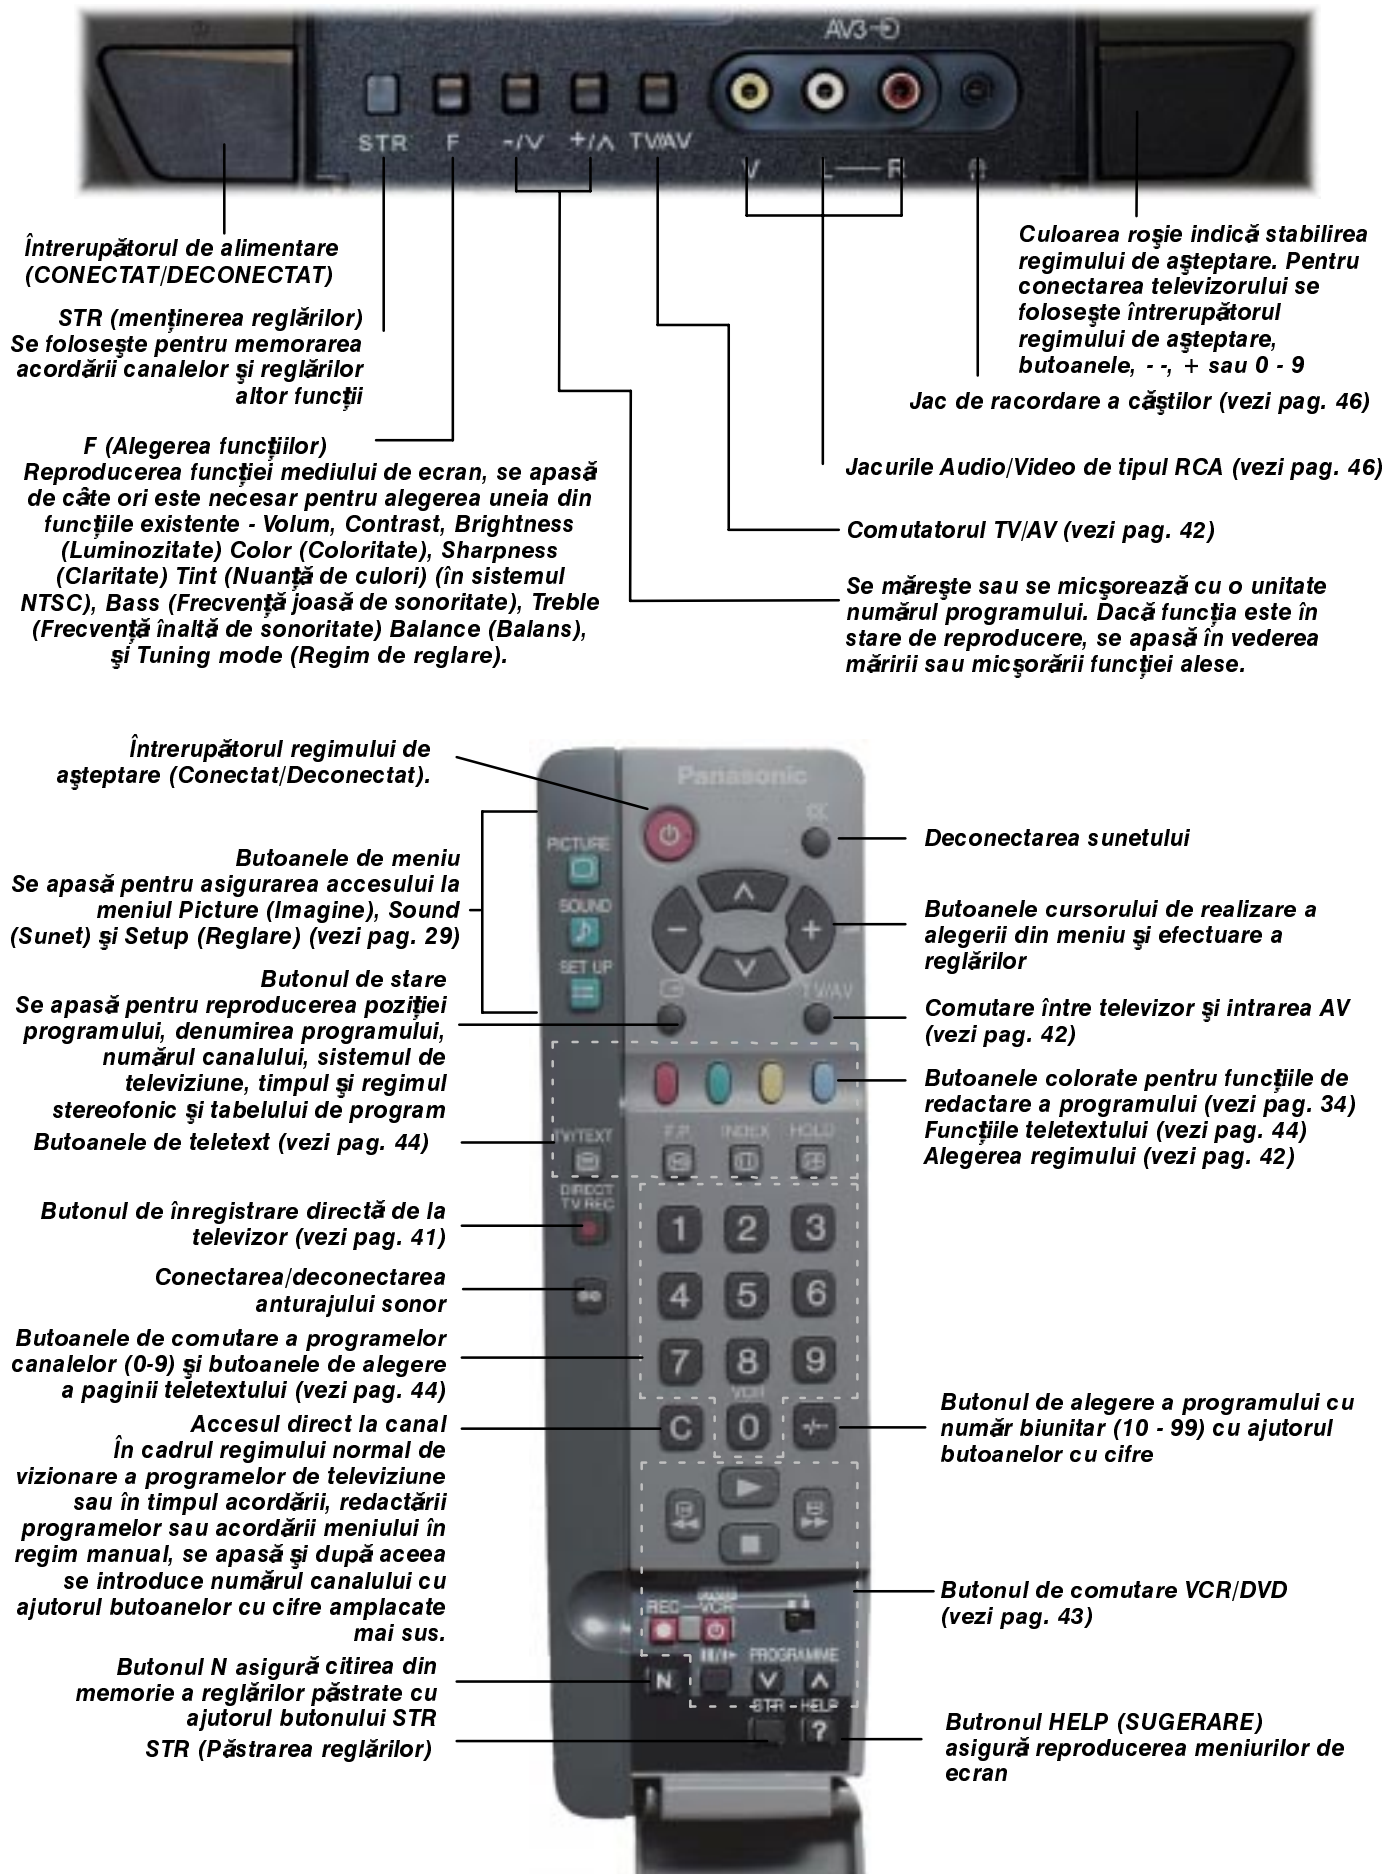 AV3
STR F -/∨ +/∧ TV/AV
V L R
Întrerupătorul de alimentare
(CONECTAT/DECONECTAT)
STR (menţinerea reglărilor)
Se foloseşte pentru memorarea
acordării canalelor şi reglărilor
altor funcţii
F (Alegerea funcţiilor)
Reproducerea funcţiei mediului de ecran, se apasă
de câte ori este necesar pentru alegerea uneia din
funcţiile existente - Volum, Contrast, Brightness
(Luminozitate) Color (Coloritate), Sharpness
(Claritate) Tint (Nuanţă de culori) (în sistemul
NTSC), Bass (Frecvenţă joasă de sonoritate), Treble
(Frecvenţă înaltă de sonoritate) Balance (Balans),
şi Tuning mode (Regim de reglare).
Culoarea roşie indică stabilirea
regimului de aşteptare. Pentru
conectarea televizorului se
foloseşte întrerupătorul
regimului de aşteptare,
butoanele, - -, + sau 0 - 9
Jac de racordare a căştilor (vezi pag. 46)
Jacurile Audio/Video de tipul RCA (vezi pag. 46)
Comutatorul TV/AV (vezi pag. 42)
Se măreşte sau se micşorează cu o unitate
numărul programului. Dacă funcţia este în
stare de reproducere, se apasă în vederea
măririi sau micşorării funcţiei alese.
Întrerupătorul regimului de
aşteptare (Conectat/Deconectat).
Butoanele de meniu
Se apasă pentru asigurarea accesului la
meniul Picture (Imagine), Sound
(Sunet) şi Setup (Reglare) (vezi pag. 29)
Butonul de stare
Se apasă pentru reproducerea poziţiei
programului, denumirea programului,
numărul canalului, sistemul de
televiziune, timpul şi regimul
stereofonic şi tabelului de program
Butoanele de teletext (vezi pag. 44)
Butonul de înregistrare directă de la
televizor (vezi pag. 41)
Conectarea/deconectarea
anturajului sonor
Butoanele de comutare a programelor
canalelor (0-9) şi butoanele de alegere
a paginii teletextului (vezi pag. 44)
Accesul direct la canal
În cadrul regimului normal de
vizionare a programelor de televiziune
sau în timpul acordării, redactării
programelor sau acordării meniului în
regim manual, se apasă şi după aceea
se introduce numărul canalului cu
ajutorul butoanelor cu cifre amplacate
mai sus.
Butonul N asigură citirea din
memorie a reglărilor păstrate cu
ajutorul butonului STR
STR (Păstrarea reglărilor)
Panasonic
PICTURE
SOUND
SET UP
TV/AV
TV/TEXT F.P. INDEX HOLD
DIRECT
TV REC
1 2 3
4 5 6
7 8 9
VCR
C 0 -/--
REC VCR
PROGRAMME
N ∨ ∧
STR HELP
?
Deconectarea sunetului
Butoanele cursorului de realizare a
alegerii din meniu şi efectuare a
reglărilor
Comutare între televizor şi intrarea AV
(vezi pag. 42)
Butoanele colorate pentru funcţiile de
redactare a programului (vezi pag. 34)
Funcţiile teletextului (vezi pag. 44)
Alegerea regimului (vezi pag. 42)
Butonul de alegere a programului cu
număr biunitar (10 - 99) cu ajutorul
butoanelor cu cifre
Butonul de comutare VCR/DVD
(vezi pag. 43)
Butronul HELP (SUGERARE)
asigură reproducerea meniurilor de
ecran